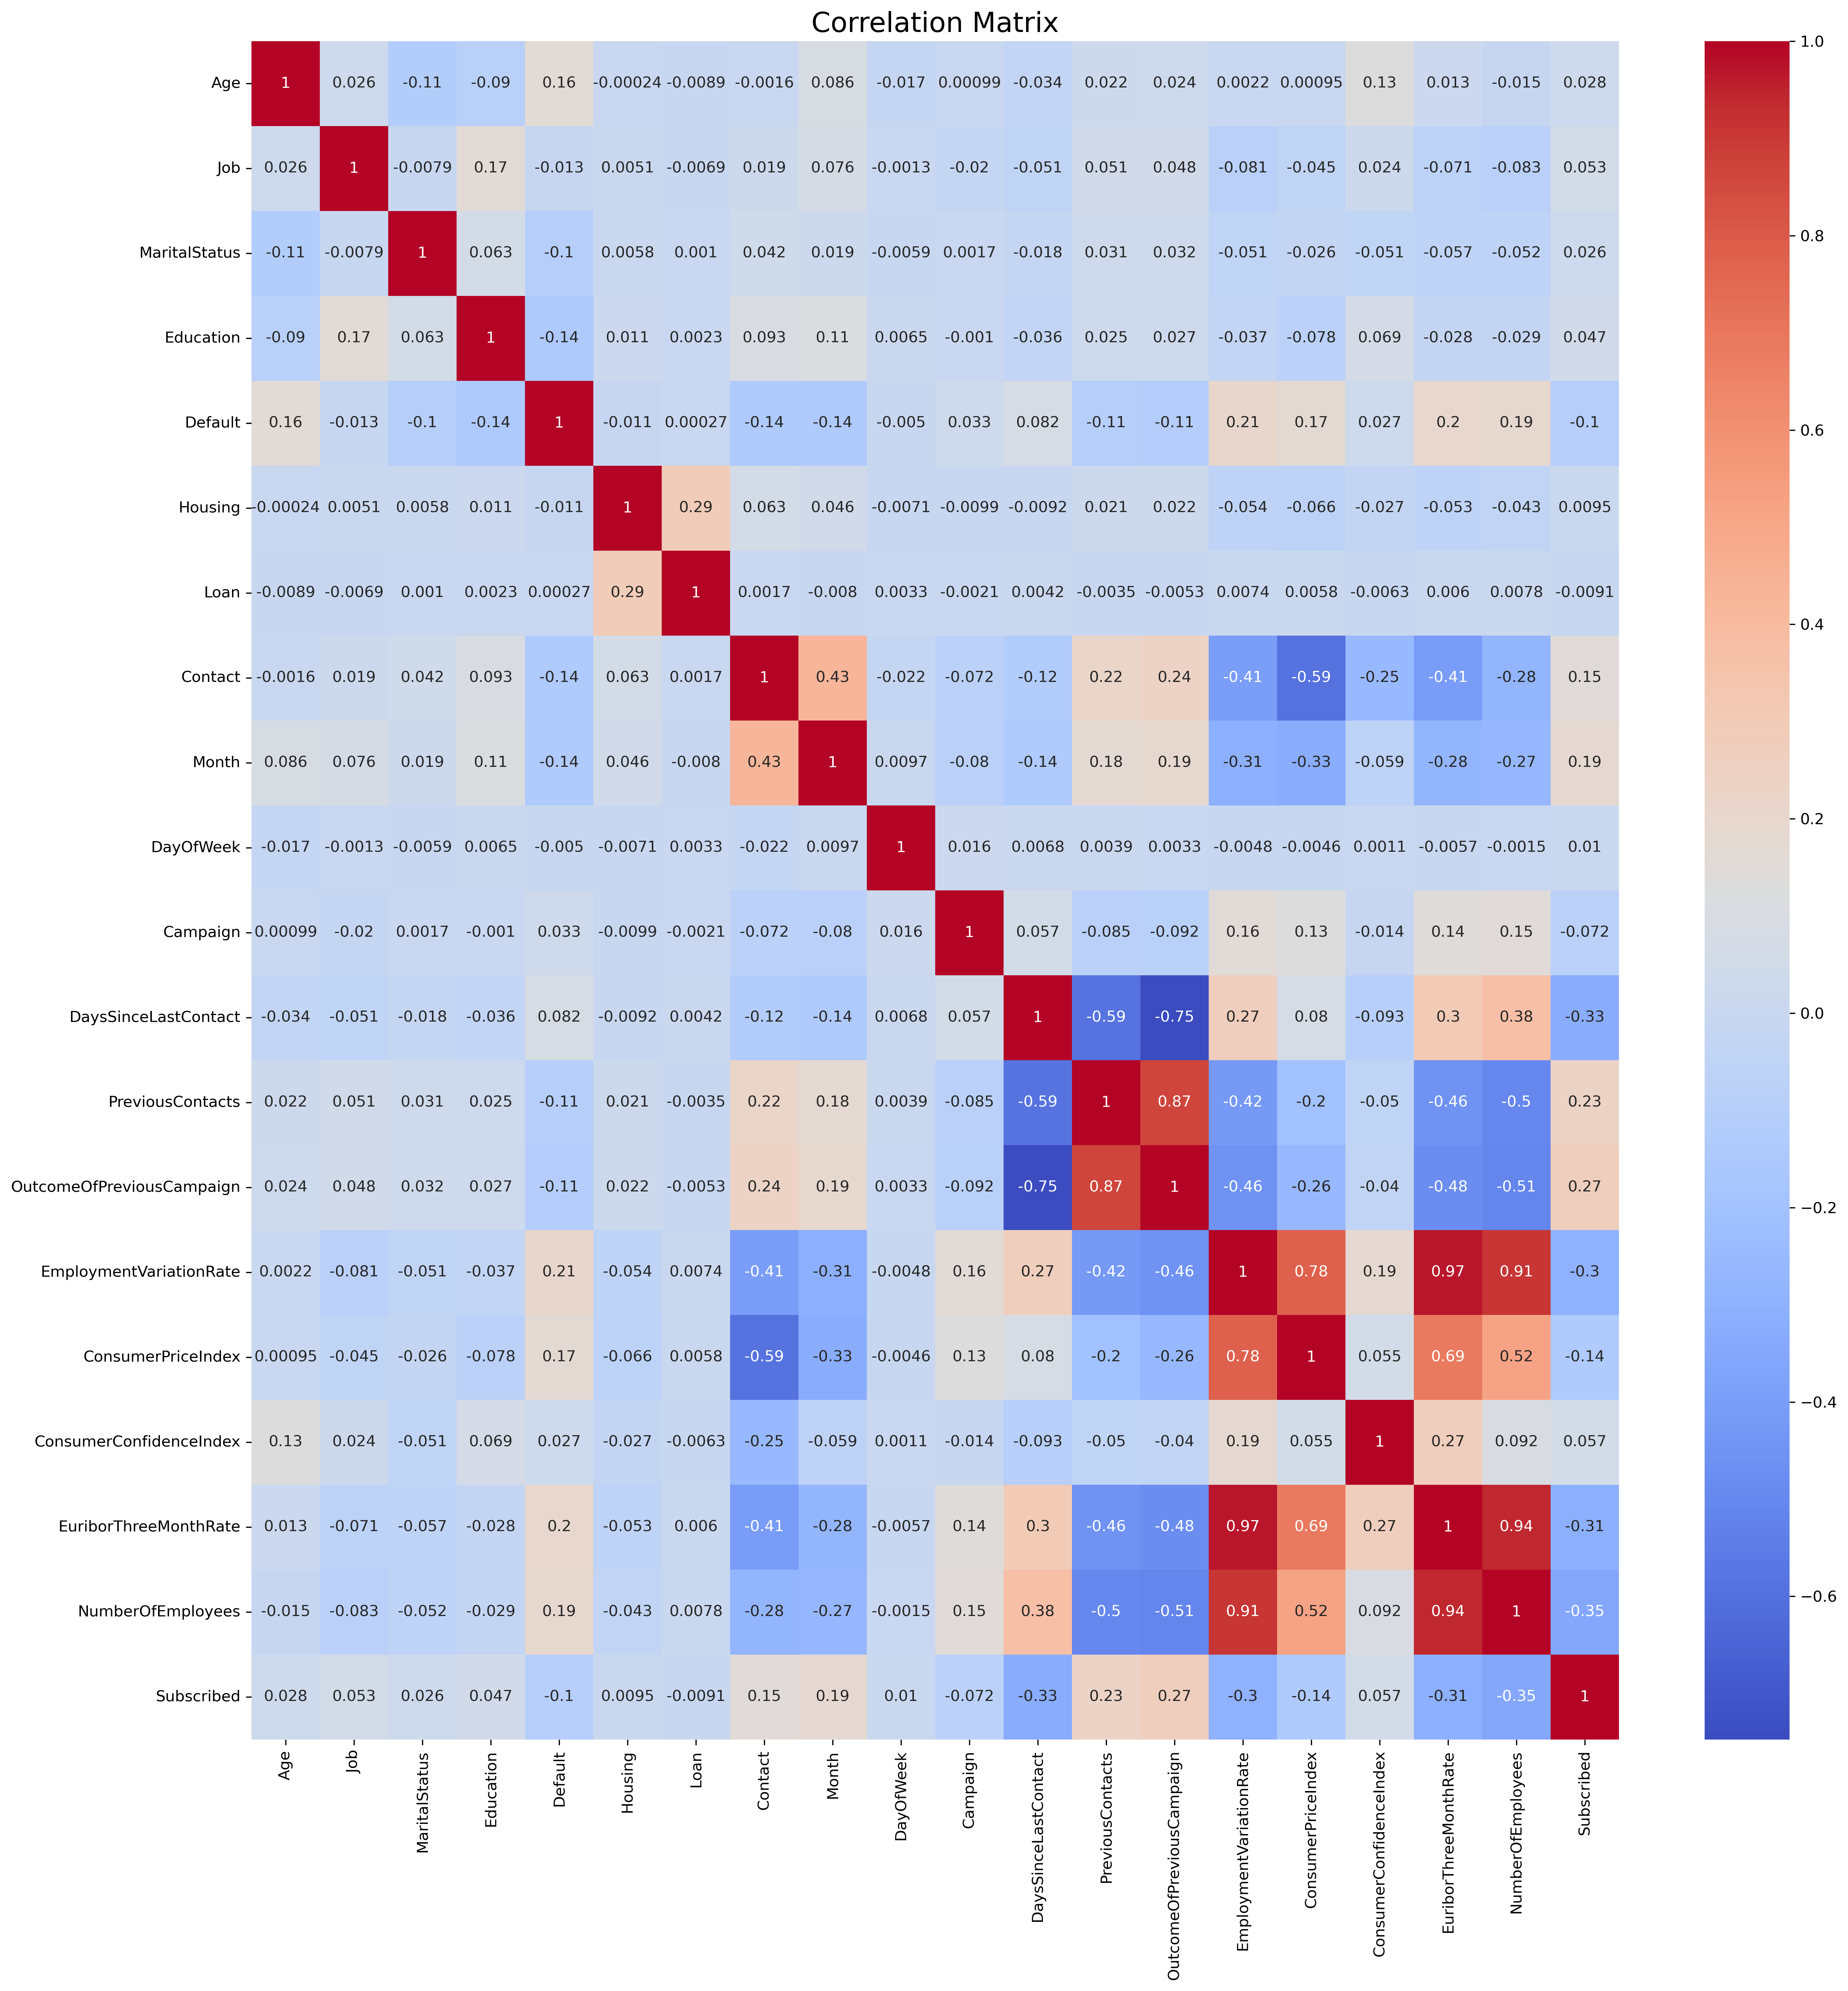 Correlation Matrix
Age 1 0.026 -0.11 -0.09 0.16 -0.00024 -0.0089 -0.0016 0.086 -0.017 0.00099 -0.034 0.022 0.024 0.0022 0.00095 0.13 0.013 -0.015 0.028
Job 0.026 1 -0.0079 0.17 -0.013 0.0051 -0.0069 0.019 0.076 -0.0013 -0.02 -0.051 0.051 0.048 -0.081 -0.045 0.024 -0.071 -0.083 0.053
MaritalStatus -0.11 -0.0079 1 0.063 -0.1 0.0058 0.001 0.042 0.019 -0.0059 0.0017 -0.018 0.031 0.032 -0.051 -0.026 -0.051 -0.057 -0.052 0.026
Education -0.09 0.17 0.063 1 -0.14 0.011 0.0023 0.093 0.11 0.0065 -0.001 -0.036 0.025 0.027 -0.037 -0.078 0.069 -0.028 -0.029 0.047
Default 0.16 -0.013 -0.1 -0.14 1 -0.011 0.00027 -0.14 -0.14 -0.005 0.033 0.082 -0.11 -0.11 0.21 0.17 0.027 0.2 0.19 -0.1
Housing -0.00024 0.0051 0.0058 0.011 -0.011 1 0.29 0.063 0.046 -0.0071 -0.0099 -0.0092 0.021 0.022 -0.054 -0.066 -0.027 -0.053 -0.043 0.0095
Loan -0.0089 -0.0069 0.001 0.0023 0.00027 0.29 1 0.0017 -0.008 0.0033 -0.0021 0.0042 -0.0035 -0.0053 0.0074 0.0058 -0.0063 0.006 0.0078 -0.0091
Contact -0.0016 0.019 0.042 0.093 -0.14 0.063 0.0017 1 0.43 -0.022 -0.072 -0.12 0.22 0.24 -0.41 -0.59 -0.25 -0.41 -0.28 0.15
Month 0.086 0.076 0.019 0.11 -0.14 0.046 -0.008 0.43 1 0.0097 -0.08 -0.14 0.18 0.19 -0.31 -0.33 -0.059 -0.28 -0.27 0.19
DayOfWeek -0.017 -0.0013 -0.0059 0.0065 -0.005 -0.0071 0.0033 -0.022 0.0097 1 0.016 0.0068 0.0039 0.0033 -0.0048 -0.0046 0.0011 -0.0057 -0.0015 0.01
Campaign 0.00099 -0.02 0.0017 -0.001 0.033 -0.0099 -0.0021 -0.072 -0.08 0.016 1 0.057 -0.085 -0.092 0.16 0.13 -0.014 0.14 0.15 -0.072
DaysSinceLastContact -0.034 -0.051 -0.018 -0.036 0.082 -0.0092 0.0042 -0.12 -0.14 0.0068 0.057 1 -0.59 -0.75 0.27 0.08 -0.093 0.3 0.38 -0.33
PreviousContacts 0.022 0.051 0.031 0.025 -0.11 0.021 -0.0035 0.22 0.18 0.0039 -0.085 -0.59 1 0.87 -0.42 -0.2 -0.05 -0.46 -0.5 0.23
OutcomeOfPreviousCampaign 0.024 0.048 0.032 0.027 -0.11 0.022 -0.0053 0.24 0.19 0.0033 -0.092 -0.75 0.87 1 -0.46 -0.26 -0.04 -0.48 -0.51 0.27
EmploymentVariationRate 0.0022 -0.081 -0.051 -0.037 0.21 -0.054 0.0074 -0.41 -0.31 -0.0048 0.16 0.27 -0.42 -0.46 1 0.78 0.19 0.97 0.91 -0.3
ConsumerPriceIndex 0.00095 -0.045 -0.026 -0.078 0.17 -0.066 0.0058 -0.59 -0.33 -0.0046 0.13 0.08 -0.2 -0.26 0.78 1 0.055 0.69 0.52 -0.14
ConsumerConfidenceIndex 0.13 0.024 -0.051 0.069 0.027 -0.027 -0.0063 -0.25 -0.059 0.0011 -0.014 -0.093 -0.05 -0.04 0.19 0.055 1 0.27 0.092 0.057
EuriborThreeMonthRate 0.013 -0.071 -0.057 -0.028 0.2 -0.053 0.006 -0.41 -0.28 -0.0057 0.14 0.3 -0.46 -0.48 0.97 0.69 0.27 1 0.94 -0.31
NumberOfEmployees -0.015 -0.083 -0.052 -0.029 0.19 -0.043 0.0078 -0.28 -0.27 -0.0015 0.15 0.38 -0.5 -0.51 0.91 0.52 0.092 0.94 1 -0.35
Subscribed 0.028 0.053 0.026 0.047 -0.1 0.0095 -0.0091 0.15 0.19 0.01 -0.072 -0.33 0.23 0.27 -0.3 -0.14 0.057 -0.31 -0.35 1
Age
Job
MaritalStatus
Education
Default
Housing
Loan
Contact
Month
DayOfWeek
Campaign
DaysSinceLastContact
PreviousContacts
OutcomeOfPreviousCampaign
EmploymentVariationRate
ConsumerPriceIndex
ConsumerConfidenceIndex
EuriborThreeMonthRate
NumberOfEmployees
Subscribed
1.0
0.8
0.6
0.4
0.2
0.0
−0.2
−0.4
−0.6